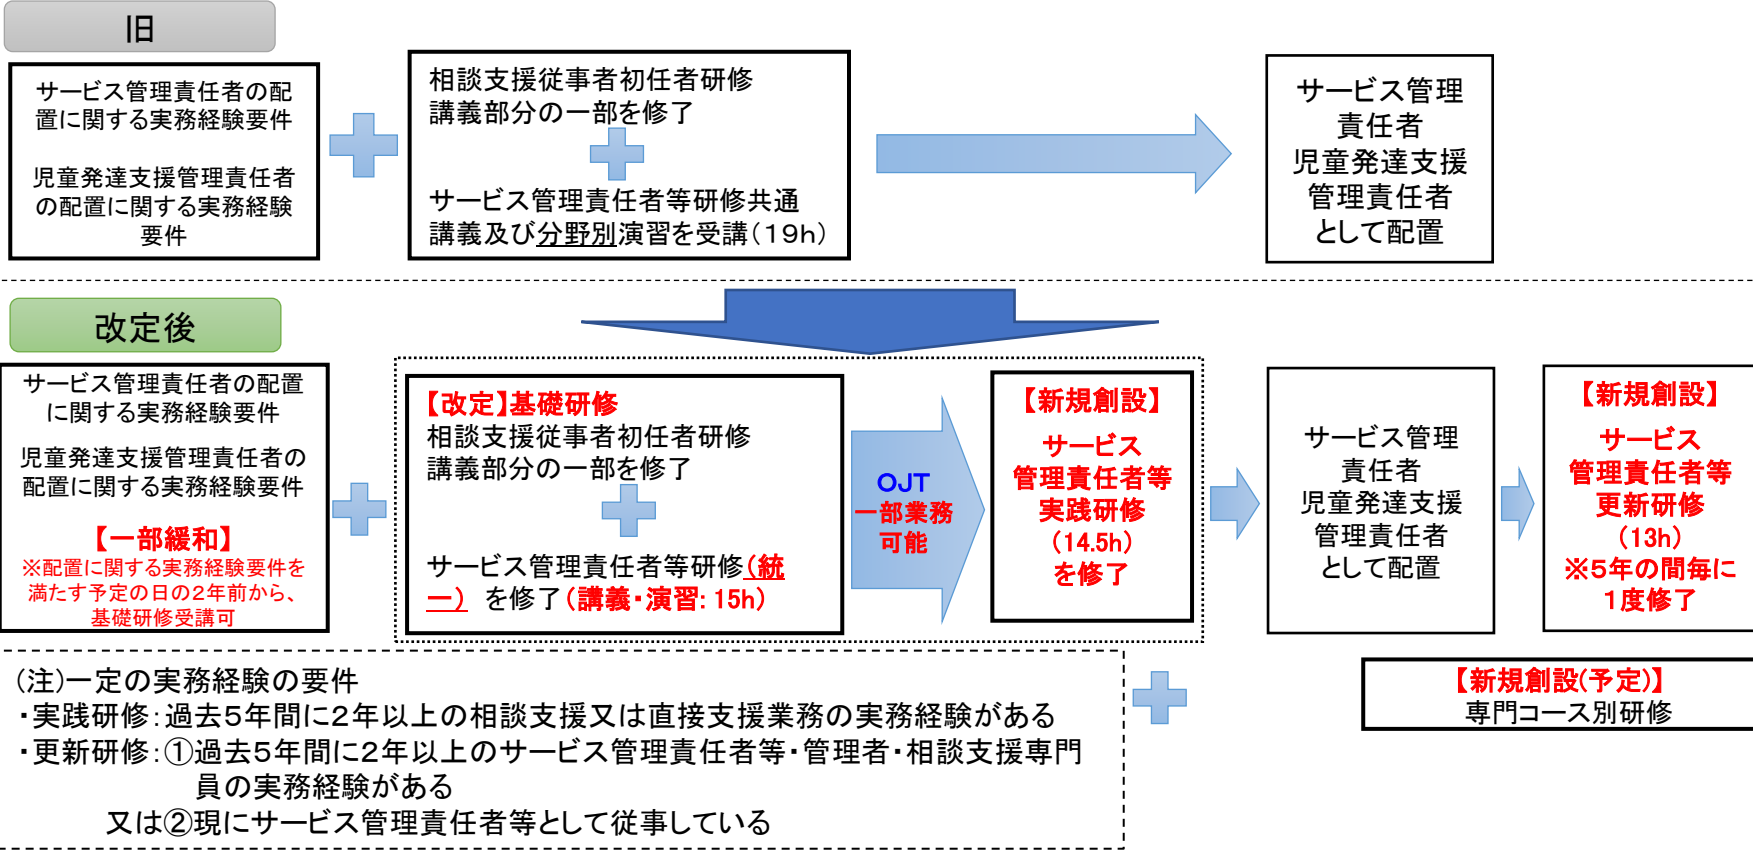 旧
サービス管理責任者の配
置に関する実務経験要件
児童発達支援管理責任者
の配置に関する実務経験
要件
相談支援従事者初任者研修
講義部分の一部を修了
サービス管理責任者等研修共通
講義及び分野別演習を受講(19h)
サービス管理
責任者
児童発達支援
管理責任者
として配置
改定後
サービス管理責任者の配置
に関する実務経験要件
児童発達支援管理責任者の
配置に関する実務経験要件
【一部緩和】
※配置に関する実務経験要件を
満たす予定の日の2年前から、
基礎研修受講可
【改定】基礎研修
相談支援従事者初任者研修
講義部分の一部を修了
サービス管理責任者等研修(統
一) を修了(講義・演習:15h)
OJT
一部業務
可能
【新規創設】
サービス
管理責任者等
実践研修
(14.5h)
を修了
サービス管理
責任者
児童発達支援
管理責任者
として配置
【新規創設】
サービス
管理責任者等
更新研修
(13h)
※5年の間毎に
1度修了
(注)一定の実務経験の要件
・実践研修:過去5年間に2年以上の相談支援又は直接支援業務の実務経験がある
・更新研修:①過去5年間に2年以上のサービス管理責任者等・管理者・相談支援専門
員の実務経験がある
又は②現にサービス管理責任者等として従事している
【新規創設(予定)】
専門コース別研修